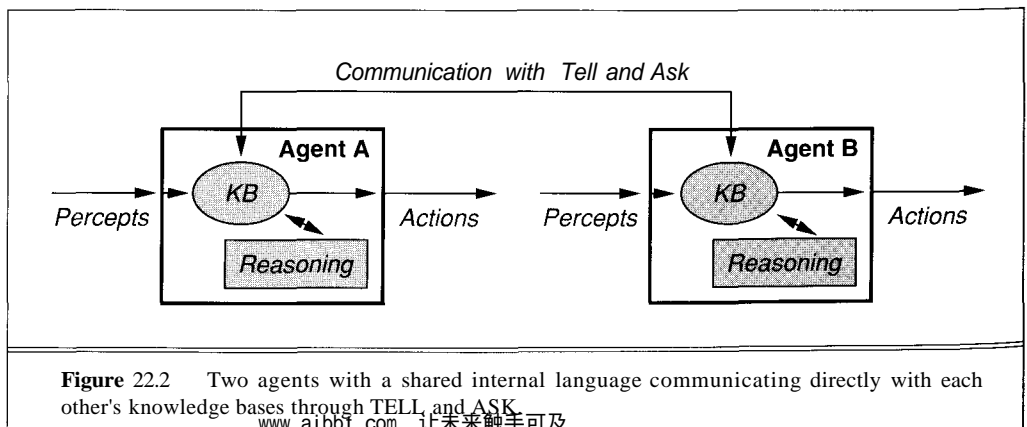 Communication with Tell and Ask
Agent A
Agent B
KB
KB
Percepts
Actions
Percepts
Actions
Reasoning
Reasoning
Figure 22.2 Two agents with a shared internal language communicating directly with each
other's knowledge bases through TELL and ASK.
www.aibbt.com 让未来触手可及